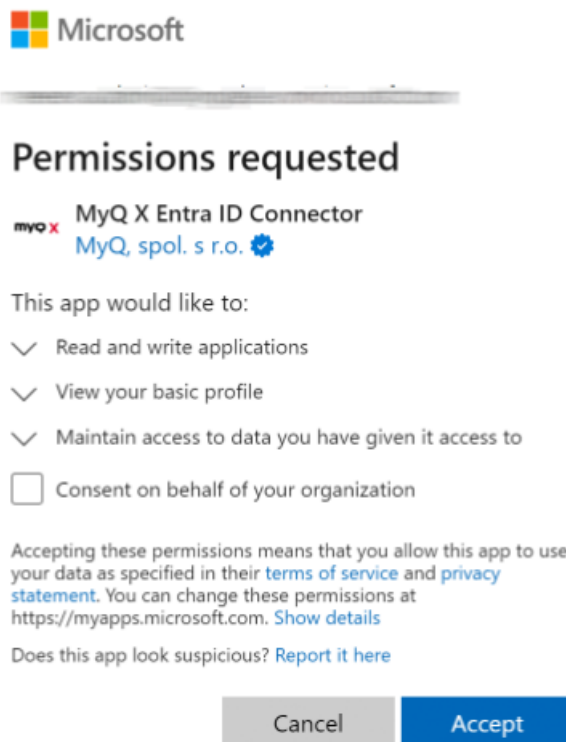 Microsoft
Permissions requested
myQ X
MyQ X Entra ID Connector
MyQ, spol. s r.o.
This app would like to:
Read and write applications
View your basic profile
Maintain access to data you have given it access to
Consent on behalf of your organization
Accepting these permissions means that you allow this app to use
your data as specified in their terms of service and privacy
statement. You can change these permissions at
https://myapps.microsoft.com. Show details
Does this app look suspicious? Report it here
Cancel
Accept